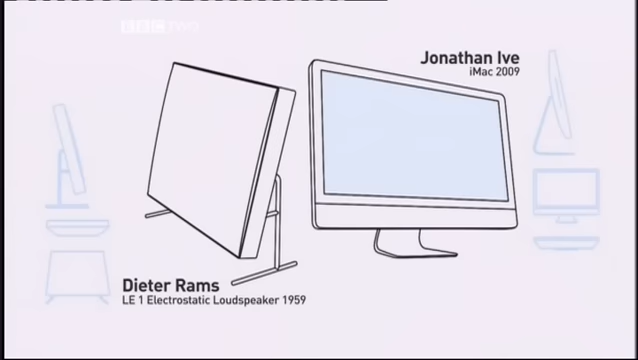 BBC TWO
Jonathan Ive
iMac 2009
Dieter Rams
LE 1 Electrostatic Loudspeaker 1959